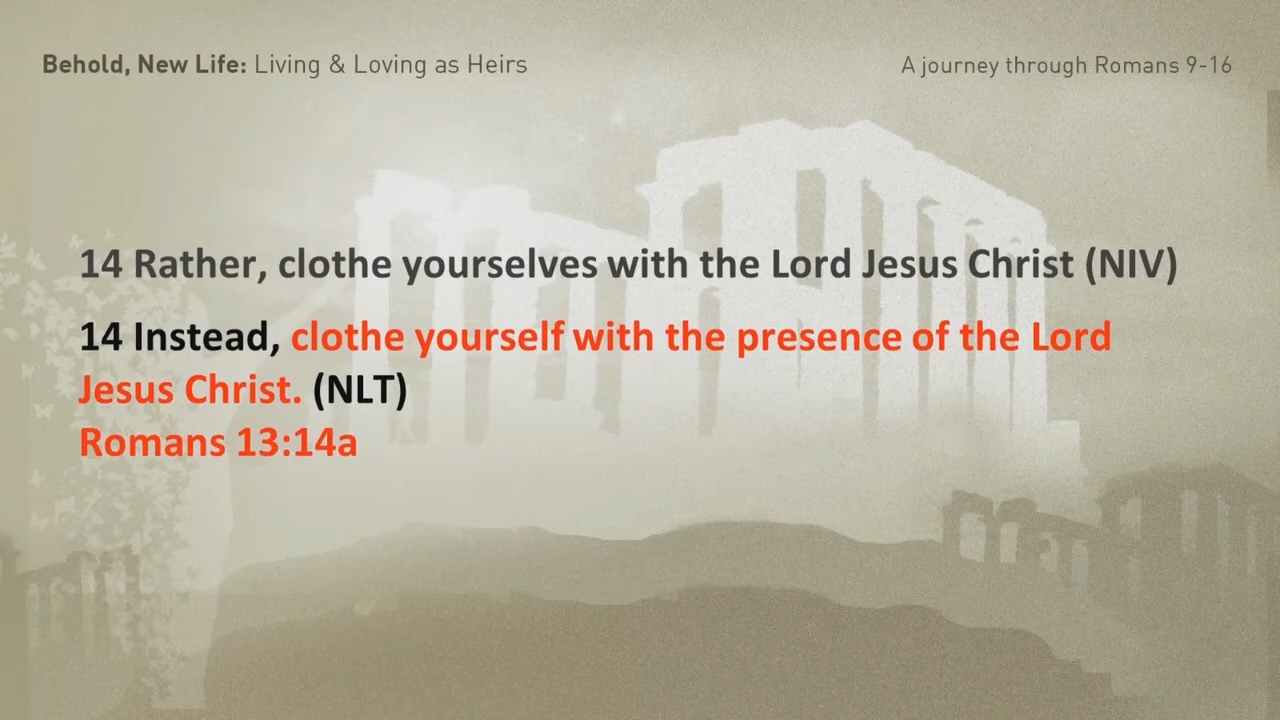 Behold, New Life: Living & Loving as Heirs
A journey through Romans 9-16
14 Rather, clothe yourselves with the Lord Jesus Christ (NIV)
14 Instead, clothe yourself with the presence of the Lord
Jesus Christ. (NLT)
Romans 13:14a